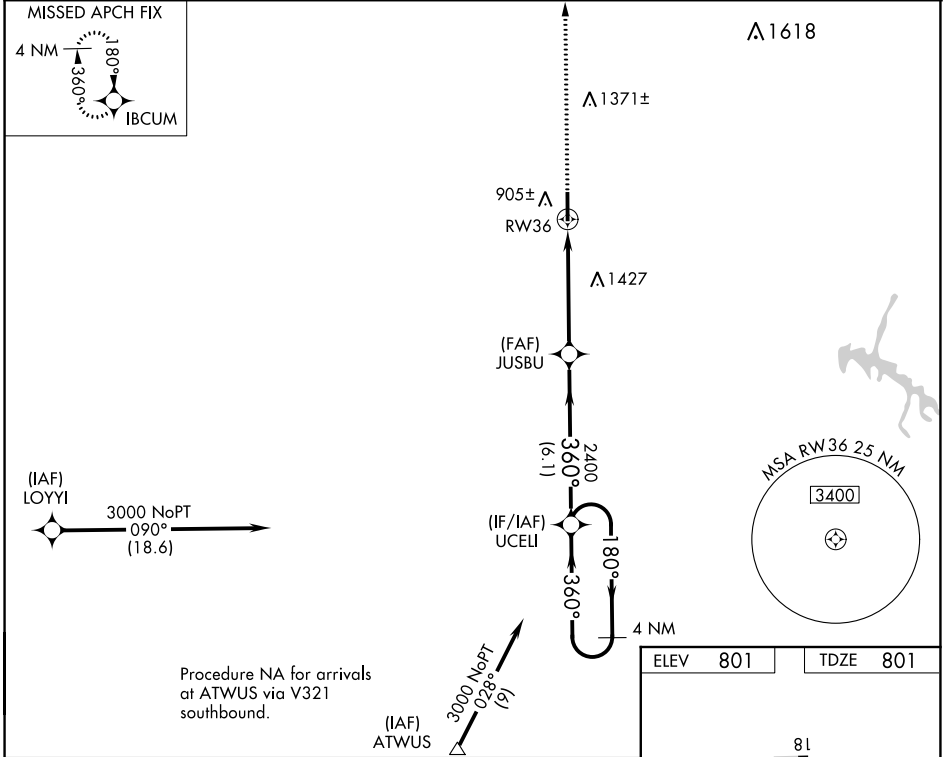 MISSED APCH FIX
4 NM
180°
360°
IBCUM
1618
1371±
905±
RW36
1427
(FAF)
JUSBU
2400
360°
(6.1)
MSA RW36 25 NM
3400
(IAF)
LOYYI
3000 NoPT
090°
(18.6)
(IF/IAF)
UCELI
180°
360°
4 NM
Procedure NA for arrivals
at ATWUS via V321
southbound.
3000 NoPT
028°
(9)
(IAF)
ATWUS
ELEV 801
TDZE 801
18